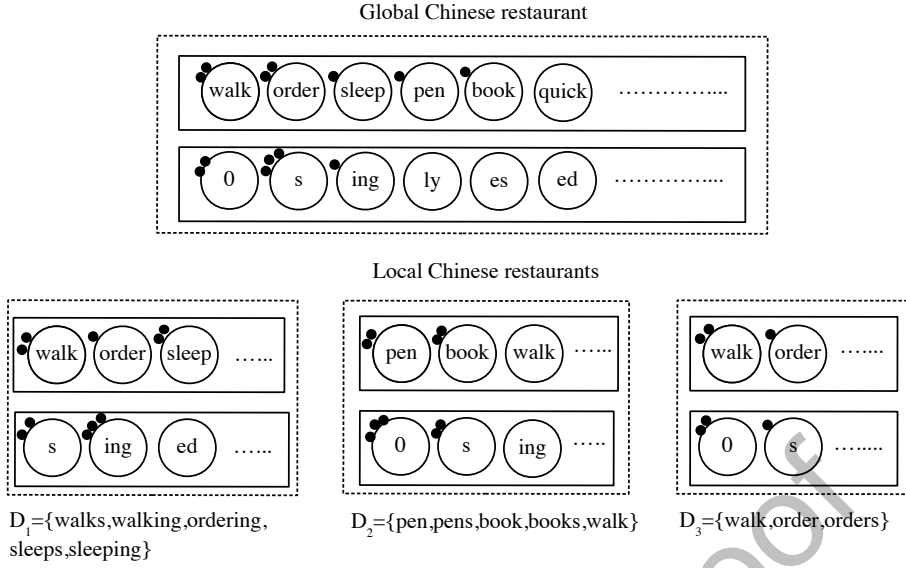 Global Chinese restaurant
walk order sleep pen book quick ................
0 s ing ly es ed ................
Local Chinese restaurants
walk order sleep ......
pen book walk ......
walk order ........
s ing ed ......
0 s ing .....
0 s ........
D1={walks,walking,ordering,
sleeps,sleeping}
D2={pen,pens,book,books,walk}
D3={walk,order,orders}
oof